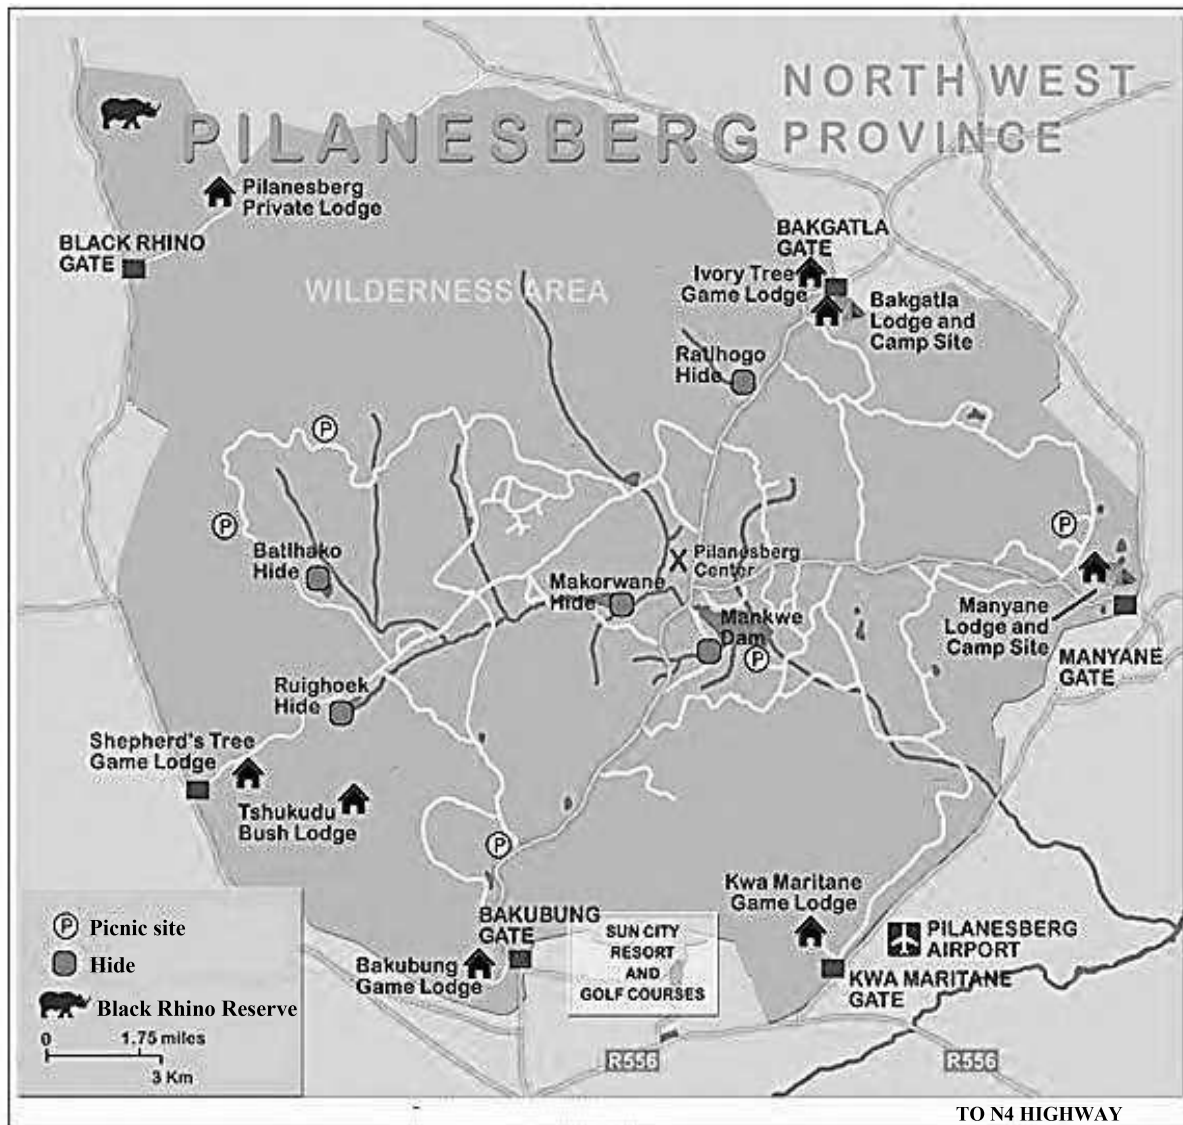 NORTH WEST
PROVINCE
PILANESBERG
Pilanesberg
Private Lodge
BLACK RHINO
GATE
WILDERNESS AREA
BAKGATLA
GATE
Ivory Tree
Game Lodge
Bakgatla
Lodge and
Camp Site
Ratlhogo
Hide
P
P
P
Batlhako
Hide
Pilanesberg
Center
Makorwane
Hide
Mankwe
Dam
P
Manyane
Lodge and
Camp Site
MANYANE
GATE
Ruighoek
Hide
Shepherd's Tree
Game Lodge
Tshukudu
Bush Lodge
P
Kwa Maritane
Game Lodge
BAKUBUNG
GATE
SUN CITY
RESORT
AND
GOLF COURSES
PILANESBERG
AIRPORT
Bakubung
Game Lodge
KWA MARITANE
GATE
P Picnic site
Hide
Black Rhino Reserve
0 1.75 miles
3 Km
R556
R556
TO N4 HIGHWAY